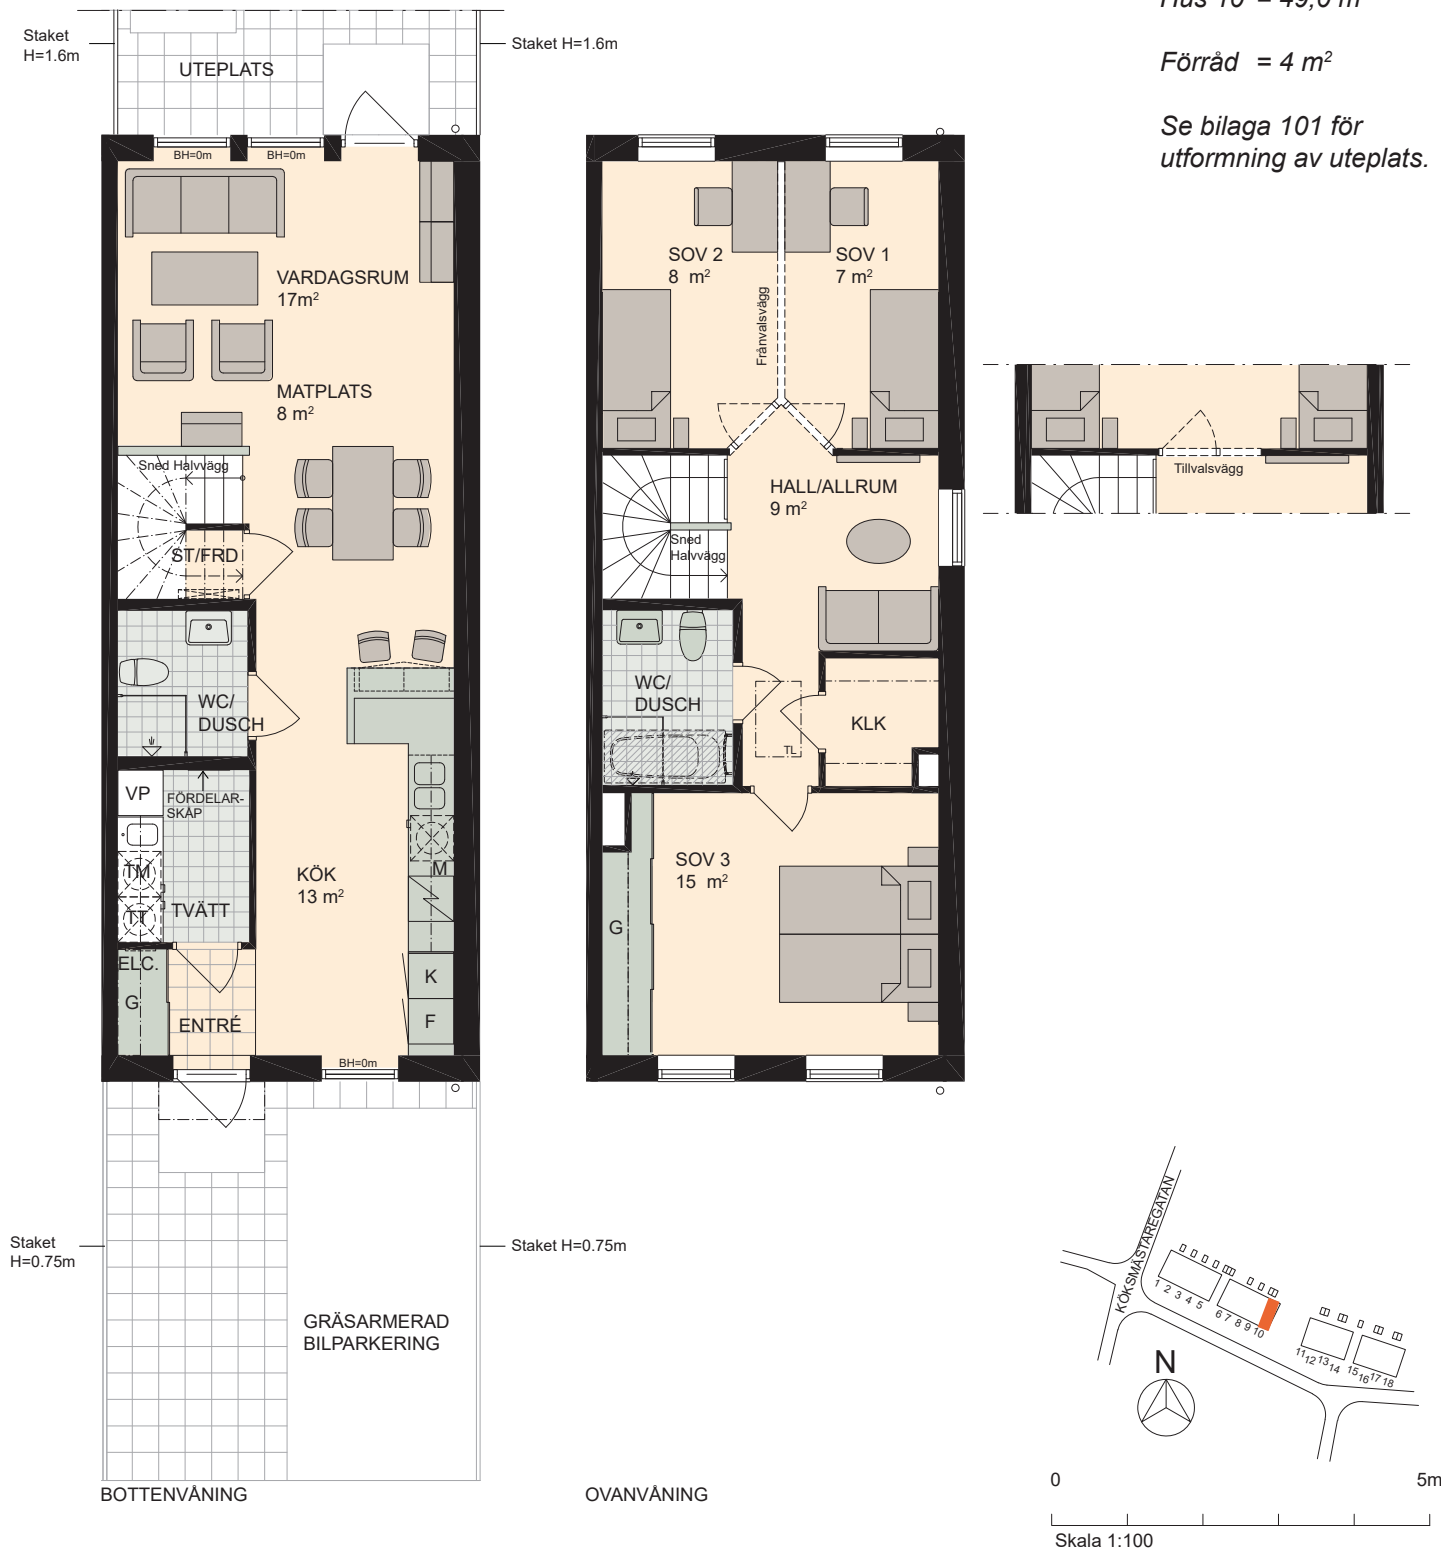 Hus 10 = 49,0 m
Förråd = 4 m²
Se bilaga 101 för
utformning av uteplats.
Staket
H=1.6m
Staket H=1.6m
UTEPLATS
BH=0m
BH=0m
VARDAGSRUM
17m²
MATPLATS
8 m²
Sned Halvvägg
ST/FRD
WC/
DUSCH
VP
FÖRDELAR-
SKÅP
TM
TT
TVÄTT
KÖK
13 m²
M
ELC.
G
K
F
ENTRÉ
BH=0m
Staket
H=0.75m
Staket H=0.75m
GRÄSARMERAD
BILPARKERING
BOTTENVÅNING
SOV 2
8 m²
SOV 1
7 m²
Frånvalsvägg
HALL/ALLRUM
9 m²
Sned
Halvvägg
WC/
DUSCH
TL
KLK
SOV 3
15 m²
G
OVANVÅNING
Tillvalsvägg
KÖKSMÄSTAREGATAN
1 2 3 4 5
6 7 8 9 10
11 12 13 14
15 16 17 18
N
0 5m
Skala 1:100